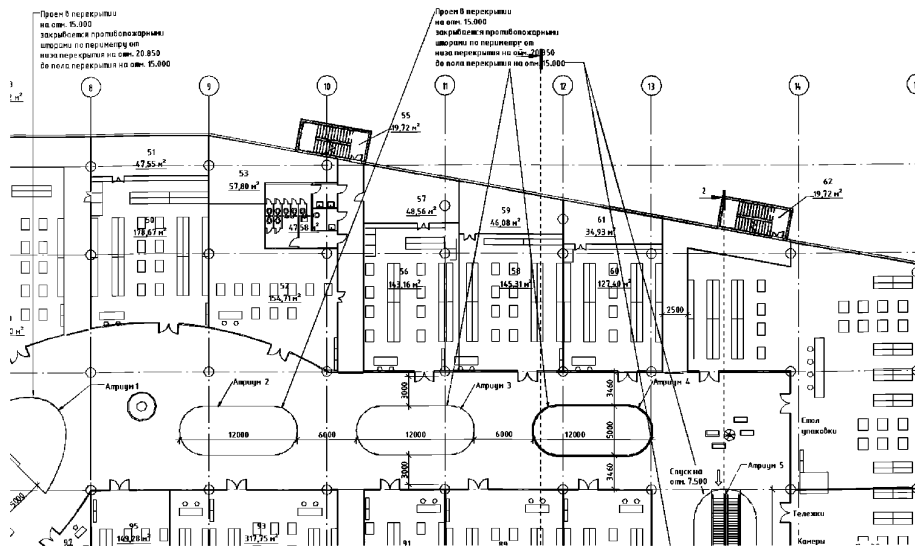 Проем в перекрытии
на отм. 15.000
закрывается противопожарными
шторами по периметру от
низа перекрытия на отм. 20.850
до пола перекрытия на отм. 15.000
Проем в перекрытии
на отм. 15.000
закрывается противопожарными
шторами по периметру от
низа перекрытия на отм. 20.850
до пола перекрытия на отм. 15.000
8
9
10
11
12
13
14
55
19,72 м²
51
47,55 м²
53
57,80 м²
57
48,56 м²
59
46,08 м²
61
34,93 м²
2
62
19,72 м²
50
178,67 м²
47,58 м²
52
154,71 м²
56
143,16 м²
58
145,31 м²
60
127,40 м²
2500
Атриум 1
Атриум 2
Атриум 3
Атриум 4
3000
3460
12000
6000
12000
6000
12000
5000
3000
3460
Стол
упаковки
Спуск на
отм. 7.500
Атриум 5
Тележки
Камеры
95
149,28 м²
93
317,75 м²
91
89